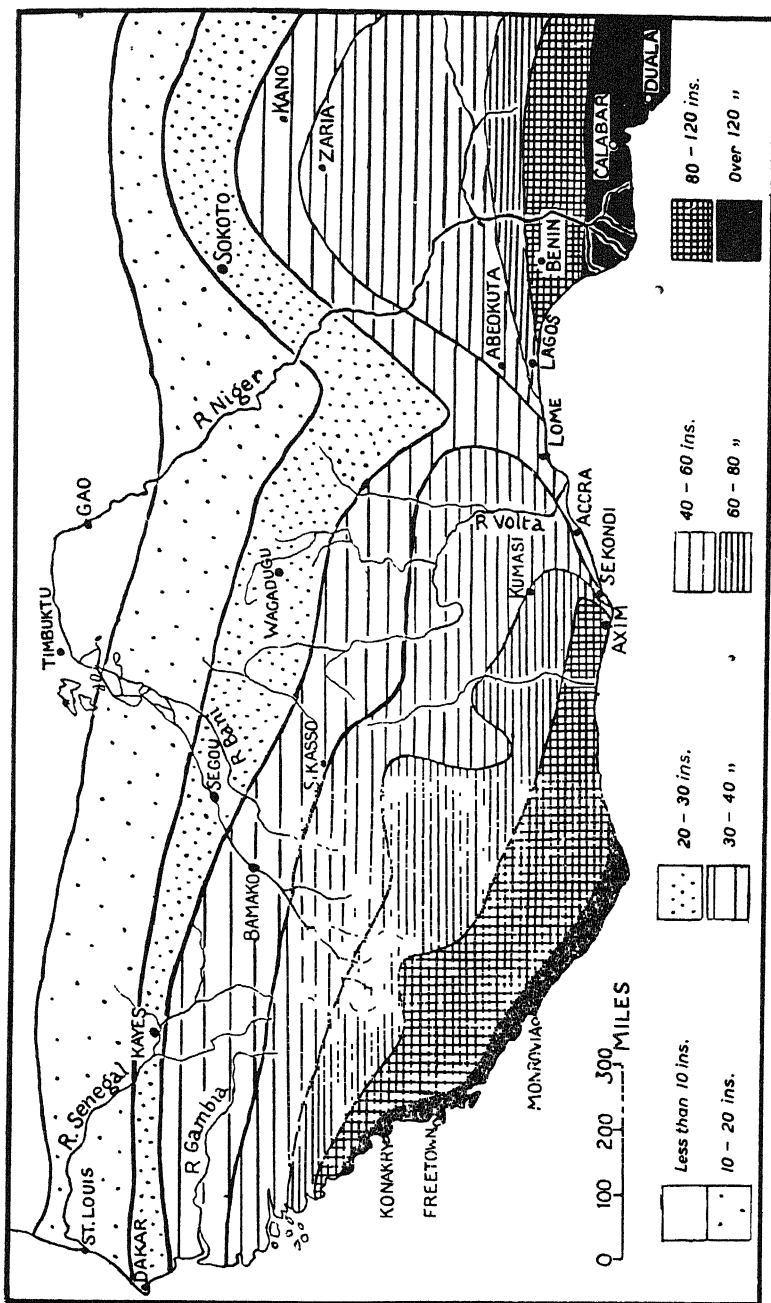 ST. LOUIS
DAKAR
R. Senegal
KAYES
R Gambia
TIMBUKTU
GAO
R Niger
SEGOU
R Bani
BAMAKO
S.KASSO
WAGADUGU
SOKOTO
KANO
ZARIA
KONAKRY
FREETOWN
MONROVIA
KUMASI
R Volta
AXIM
SEKONDI
ACCRA
LOME
ABEOKUTA
LAGOS
BENIN
CALABAR
DUALA
0 100 200 300 MILES
Less than 10 ins.
10 – 20 ins.
20 – 30 ins.
30 – 40 „
40 – 60 ins.
60 – 80 „
80 – 120 ins.
Over 120 „